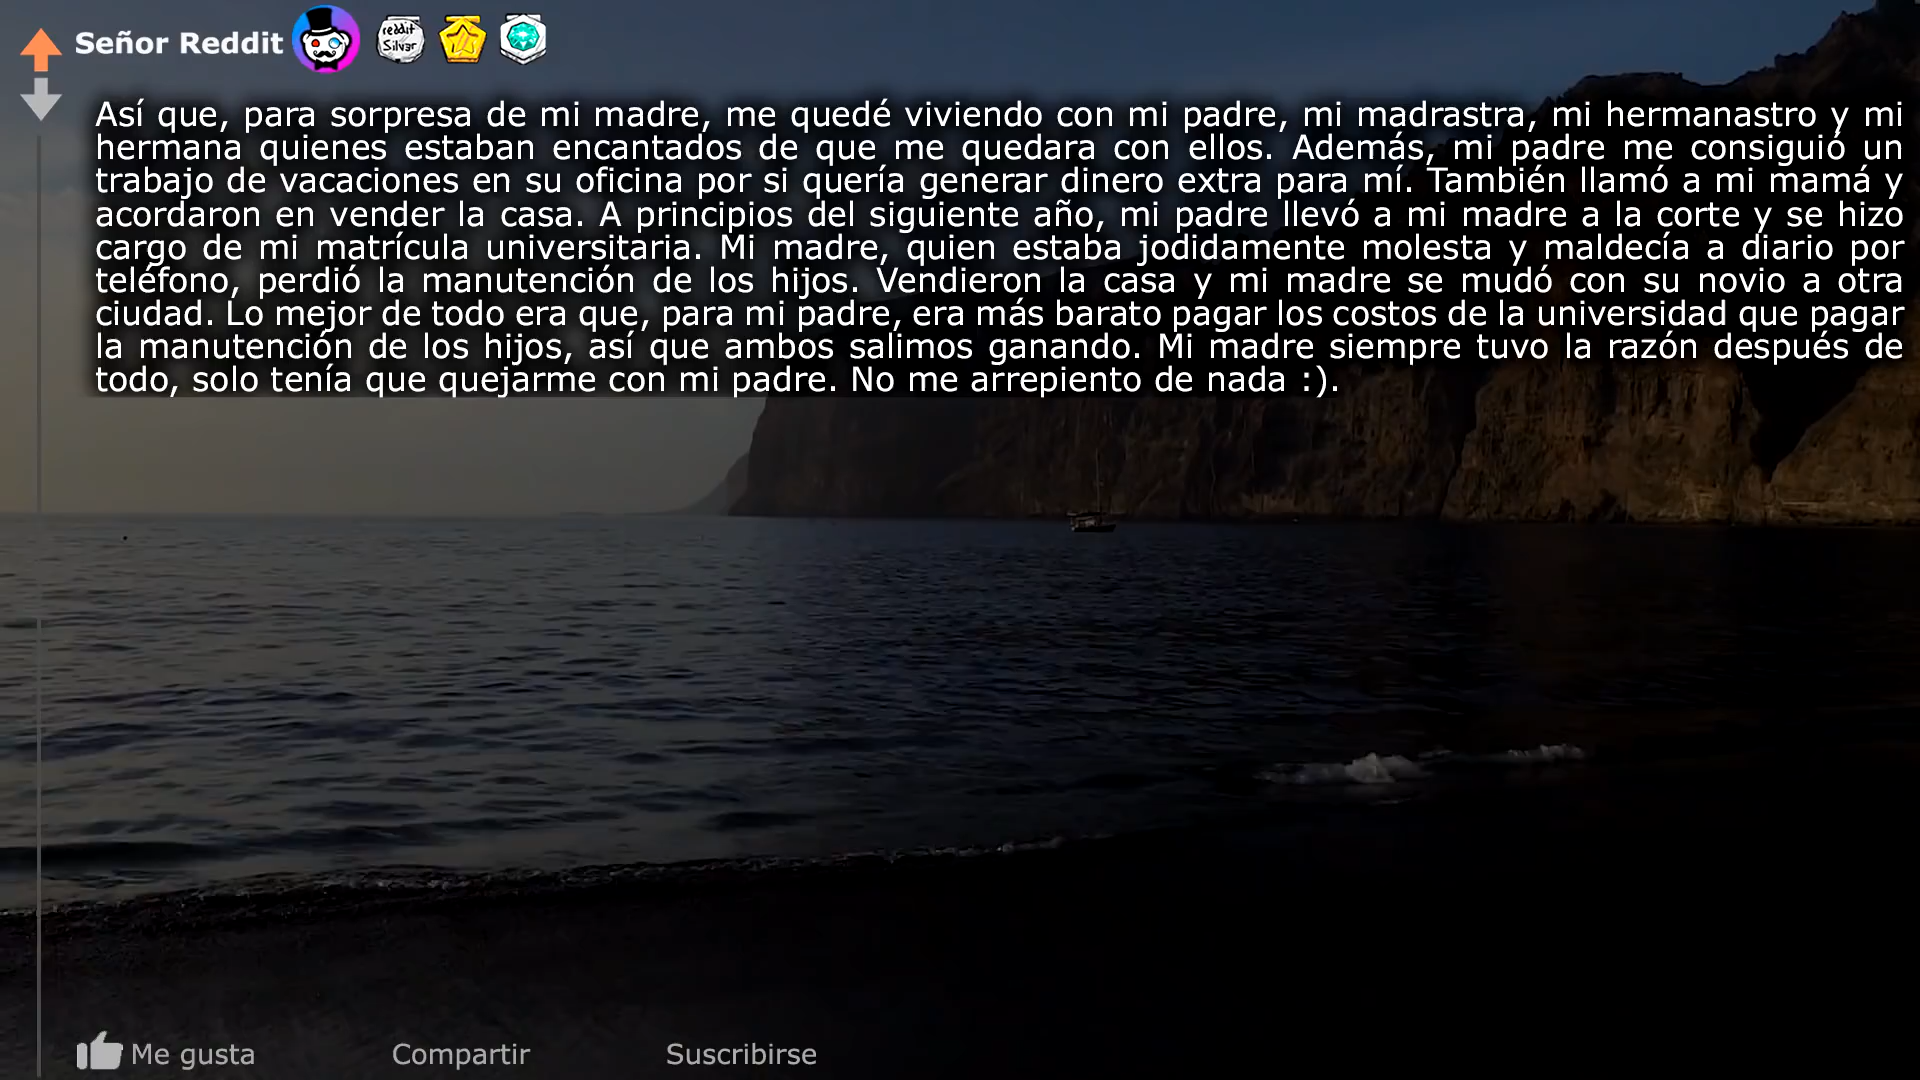 Señor Reddit
reddit
Silver
Así que, para sorpresa de mi madre, me quedé viviendo con mi padre, mi madrastra, mi hermanastro y mi
hermana quienes estaban encantados de que me quedara con ellos. Además, mi padre me consiguió un
trabajo de vacaciones en su oficina por si quería generar dinero extra para mí. También llamó a mi mamá y
acordaron en vender la casa. A principios del siguiente año, mi padre llevó a mi madre a la corte y se hizo
cargo de mi matrícula universitaria. Mi madre, quien estaba jodidamente molesta y maldecía a diario por
teléfono, perdió la manutención de los hijos. Vendieron la casa y mi madre se mudó con su novio a otra
ciudad. Lo mejor de todo era que, para mi padre, era más barato pagar los costos de la universidad que pagar
la manutención de los hijos, así que ambos salimos ganando. Mi madre siempre tuvo la razón después de
todo, solo tenía que quejarme con mi padre. No me arrepiento de nada :).
Me gusta Compartir Suscribirse